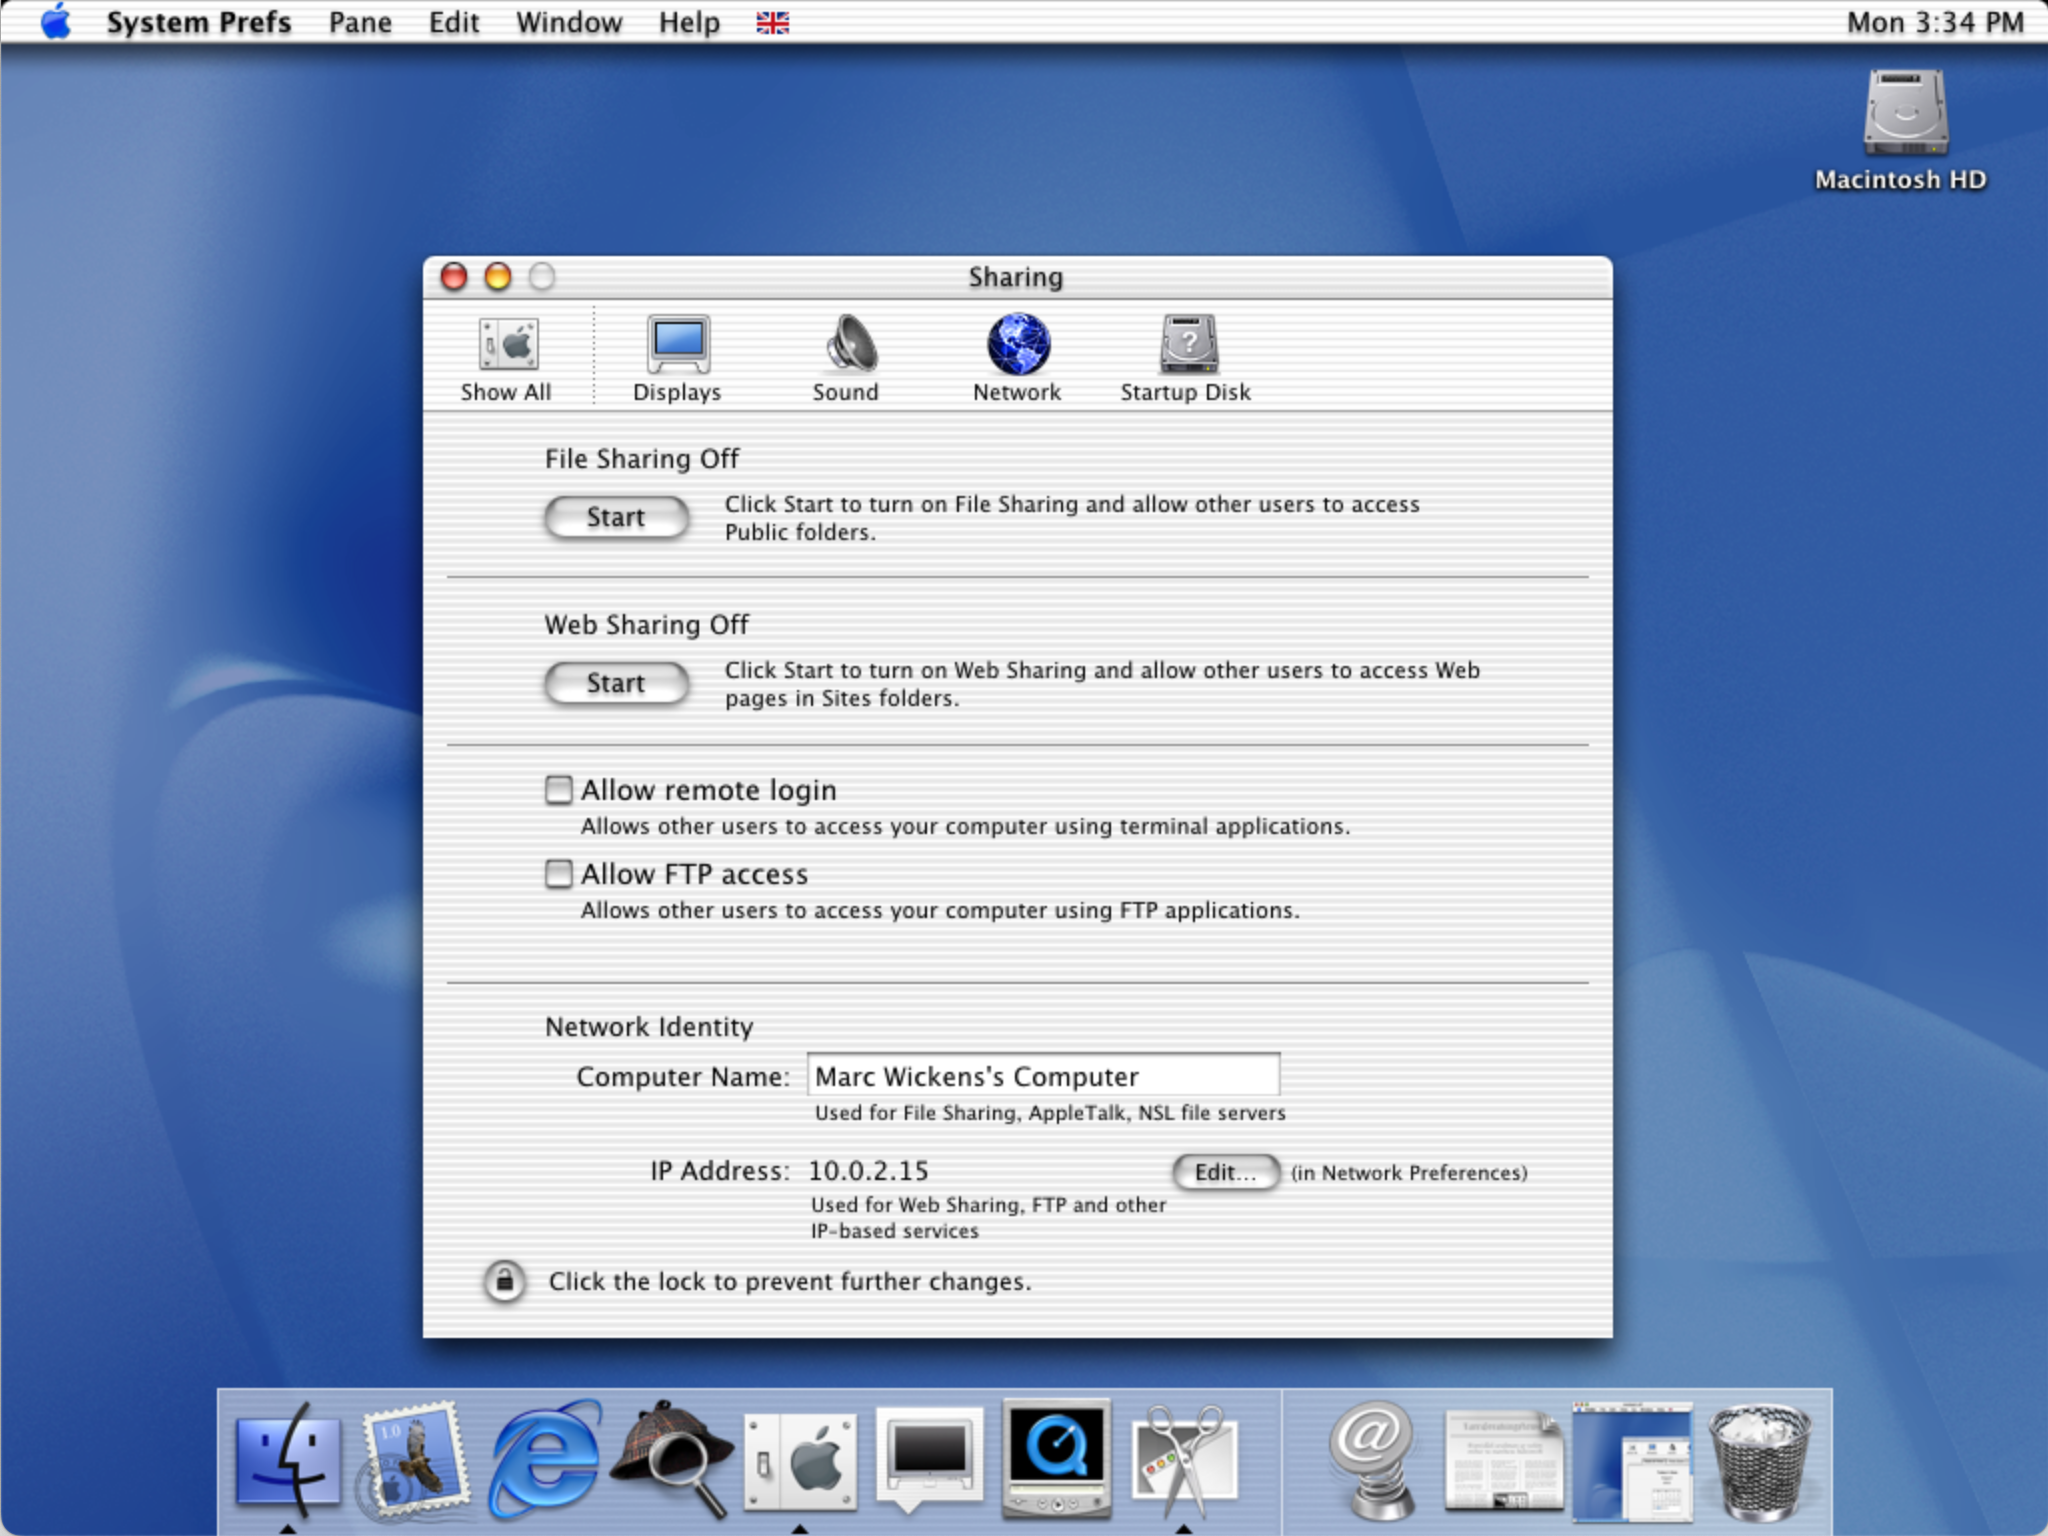 System Prefs Pane Edit Window Help Mon 3:34 PM
Macintosh HD
Sharing
Show All Displays Sound Network Startup Disk
File Sharing Off
Start Click Start to turn on File Sharing and allow other users to access
Public folders.
Web Sharing Off
Start Click Start to turn on Web Sharing and allow other users to access Web
pages in Sites folders.
Allow remote login
Allows other users to access your computer using terminal applications.
Allow FTP access
Allows other users to access your computer using FTP applications.
Network Identity
Computer Name: Marc Wickens's Computer
Used for File Sharing, AppleTalk, NSL file servers
IP Address: 10.0.2.15 Edit... (in Network Preferences)
Used for Web Sharing, FTP and other
IP-based services
Click the lock to prevent further changes.
1.0
@